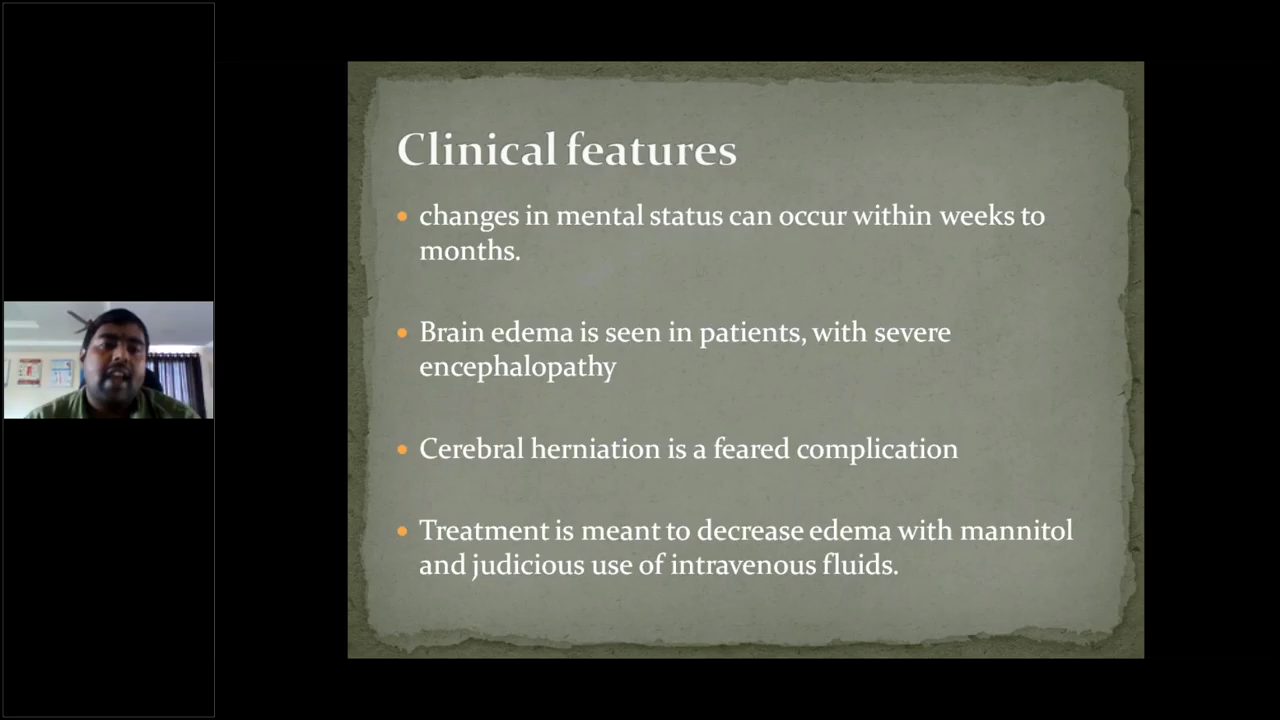 Clinical features
changes in mental status can occur within weeks to
months.
Brain edema is seen in patients, with severe
encephalopathy
Cerebral herniation is a feared complication
Treatment is meant to decrease edema with mannitol
and judicious use of intravenous fluids.